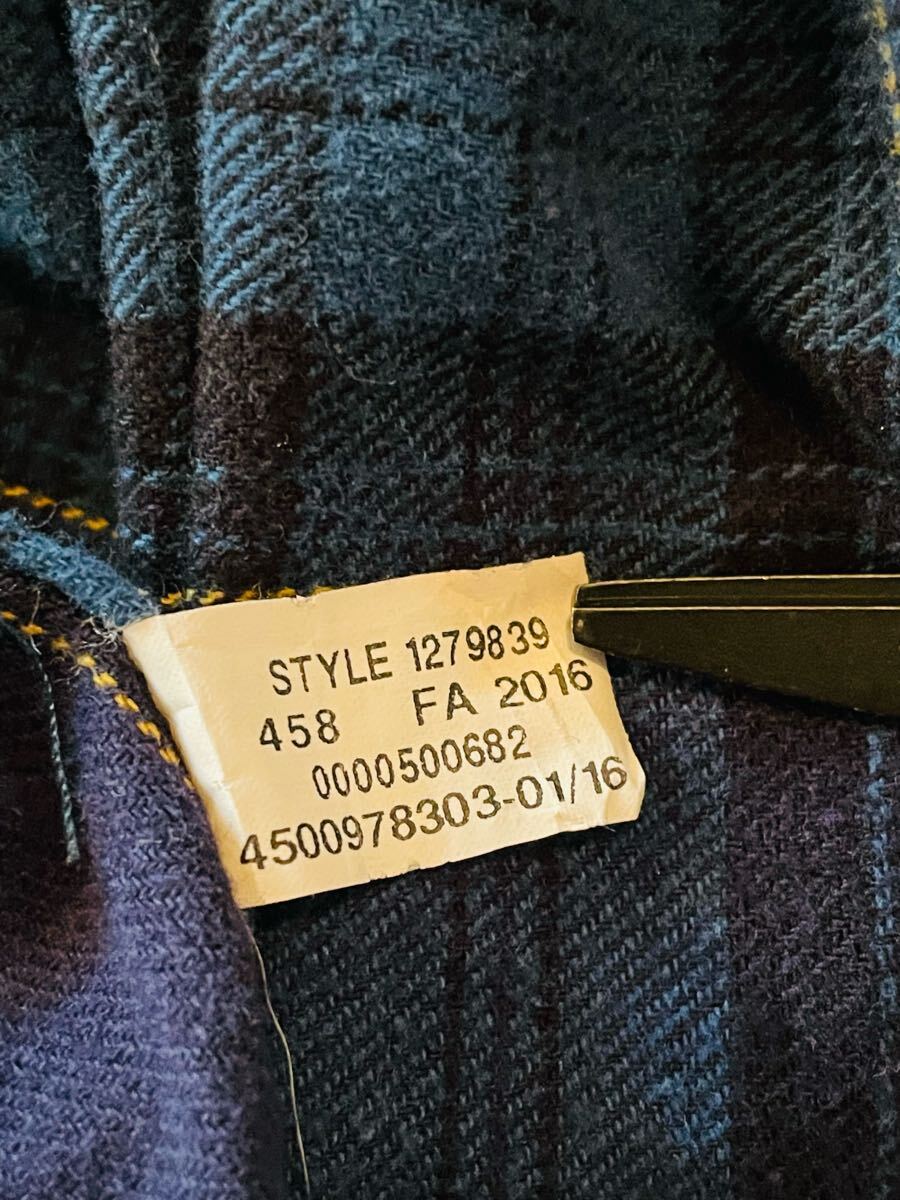 STYLE 1279839
458 FA 2016
0000500682
4500978303-01/16